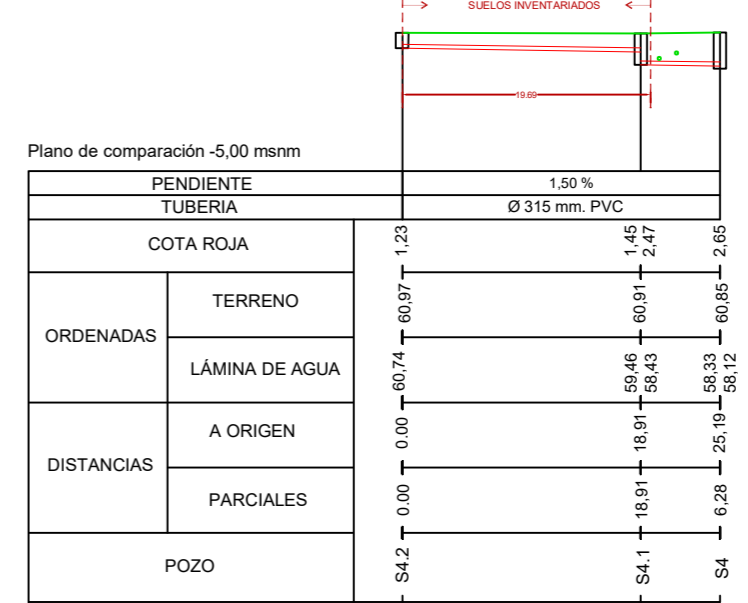 SUELOS INVENTARIADOS
19.69
Plano de comparación -5,00 msnm
PENDIENTE 1,50 %
TUBERIA Ø 315 mm. PVC
COTA ROJA 1,23 1,45 2,47 2,65
ORDENADAS
TERRENO 60,97 60,91 60,85
LÁMINA DE AGUA 60,74 59,46 58,43 58,33 58,12
DISTANCIAS
A ORIGEN 0.00 18,91 25,19
PARCIALES 0.00 18,91 6,28
POZO S4.2 S4.1 S4